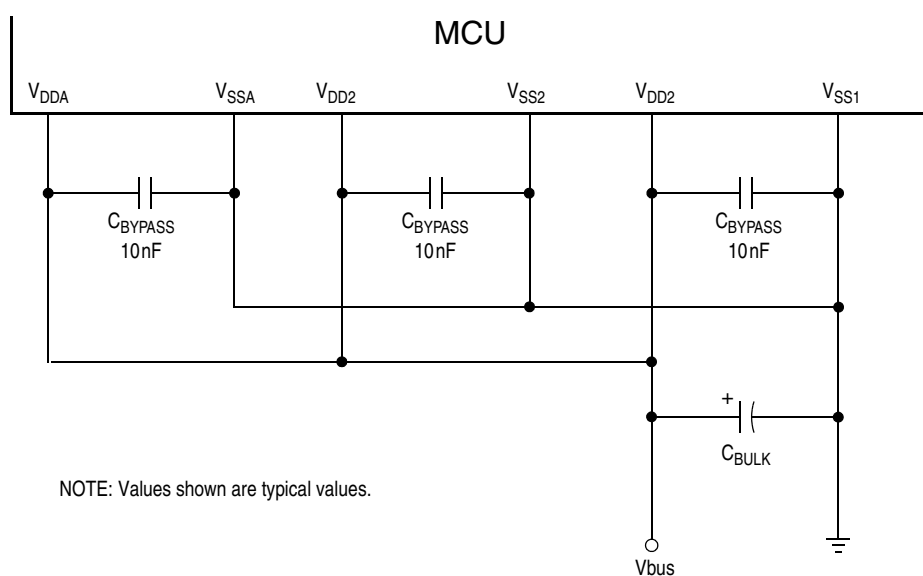 MCU
VDDA VSSA VDD2 VSS2 VDD2 VSS1
CBYPASS CBYPASS CBYPASS
10nF 10nF 10nF
+
CBULK
NOTE: Values shown are typical values.
Vbus